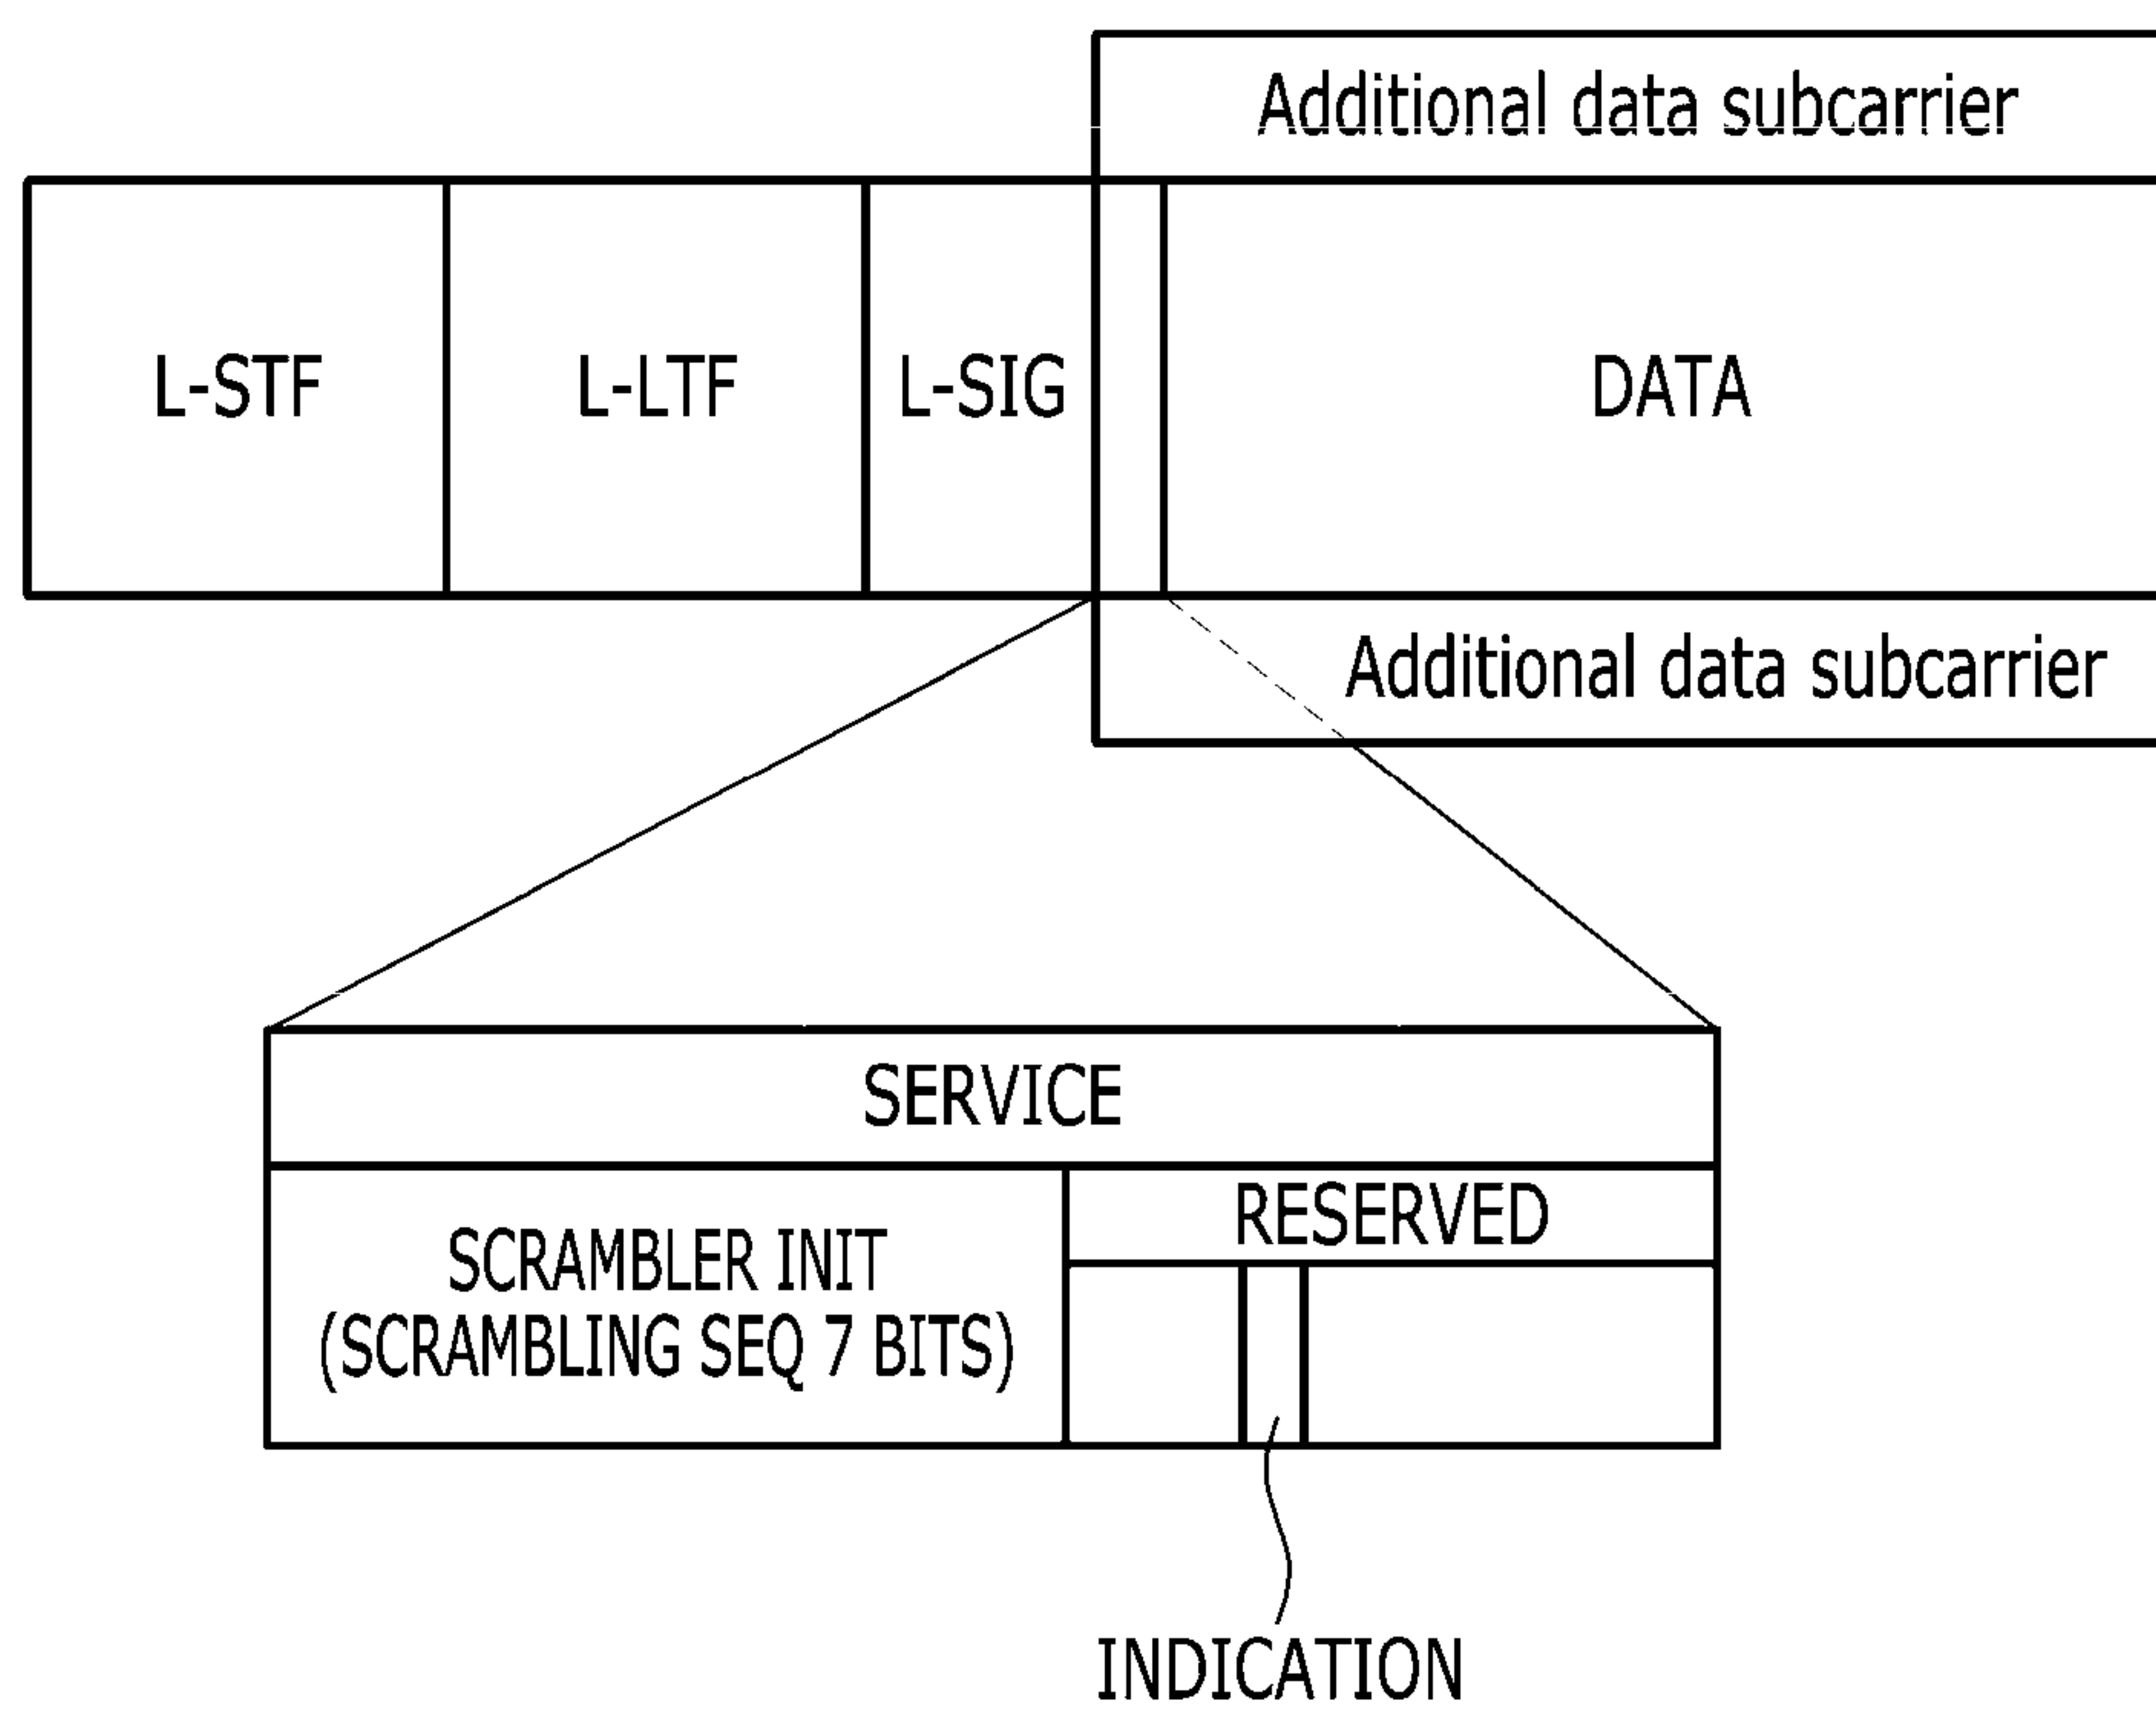 Additional data subcarrier
L-STF
L-LTF
L-SIG
DATA
Additional data subcarrier
SERVICE
RESERVED
SCRAMBLER INIT
(SCRAMBLING SEQ 7 BITS)
INDICATION